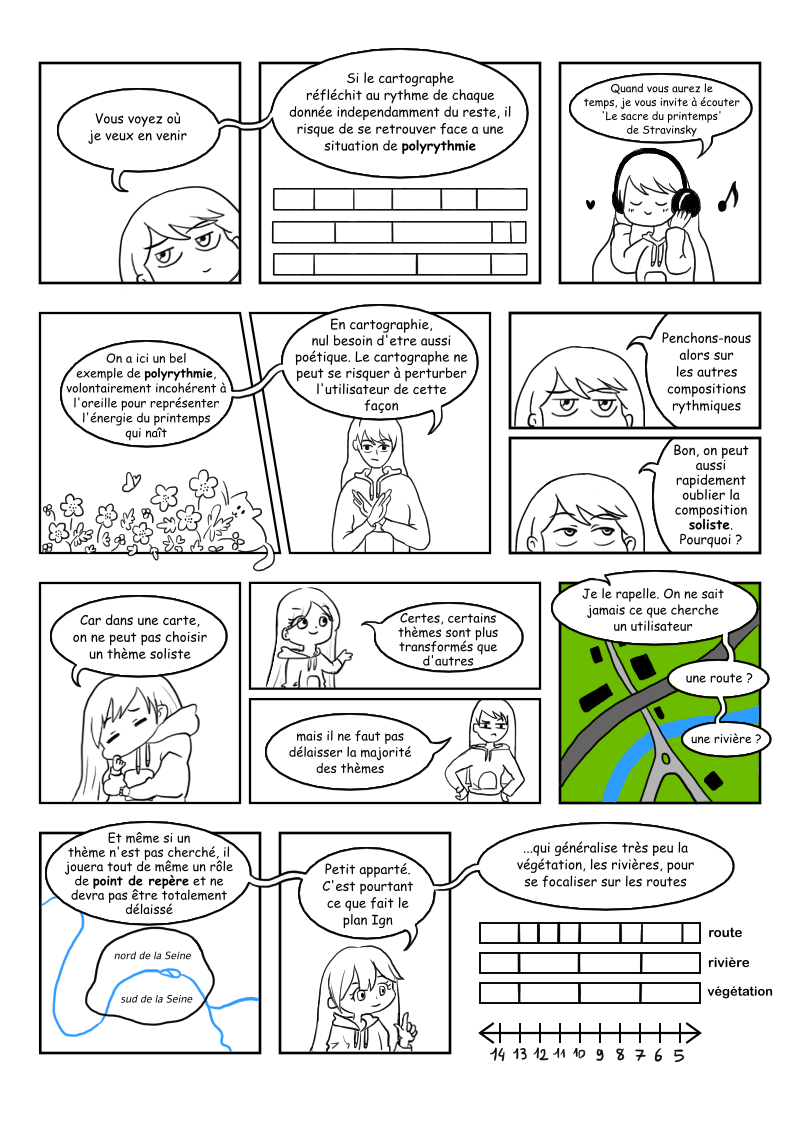 Vous voyez où
je veux en venir
Si le cartographe
réfléchit au rythme de chaque
donnée independamment du reste, il
risque de se retrouver face a une
situation de polyrythmie
Quand vous aurez le
temps, je vous invite à écouter
'Le sacre du printemps'
de Stravinsky
On a ici un bel
exemple de polyrythmie,
volontairement incohérent à
l'oreille pour représenter
l'énergie du printemps
qui naît
En cartographie,
nul besoin d'etre aussi
poétique. Le cartographe ne
peut se risquer à perturber
l'utilisateur de cette
façon
Penchons-nous
alors sur
les autres
compositions
rythmiques
Bon, on peut
aussi
rapidement
oublier la
composition
soliste.
Pourquoi ?
Car dans une carte,
on ne peut pas choisir
un thème soliste
Certes, certains
thèmes sont plus
transformés que
d'autres
mais il ne faut pas
délaisser la majorité
des thèmes
Je le rapelle. On ne sait
jamais ce que cherche
un utilisateur
une route ?
une rivière ?
Et même si un
thème n'est pas cherché, il
jouera tout de même un rôle
de point de repère et ne
devra pas être totalement
délaissé
nord de la Seine
sud de la Seine
Petit apparté.
C'est pourtant
ce que fait le
plan Ign
...qui généralise très peu la
végétation, les rivières, pour
se focaliser sur les routes
route
rivière
végétation
14 13 12 11 10 9 8 7 6 5